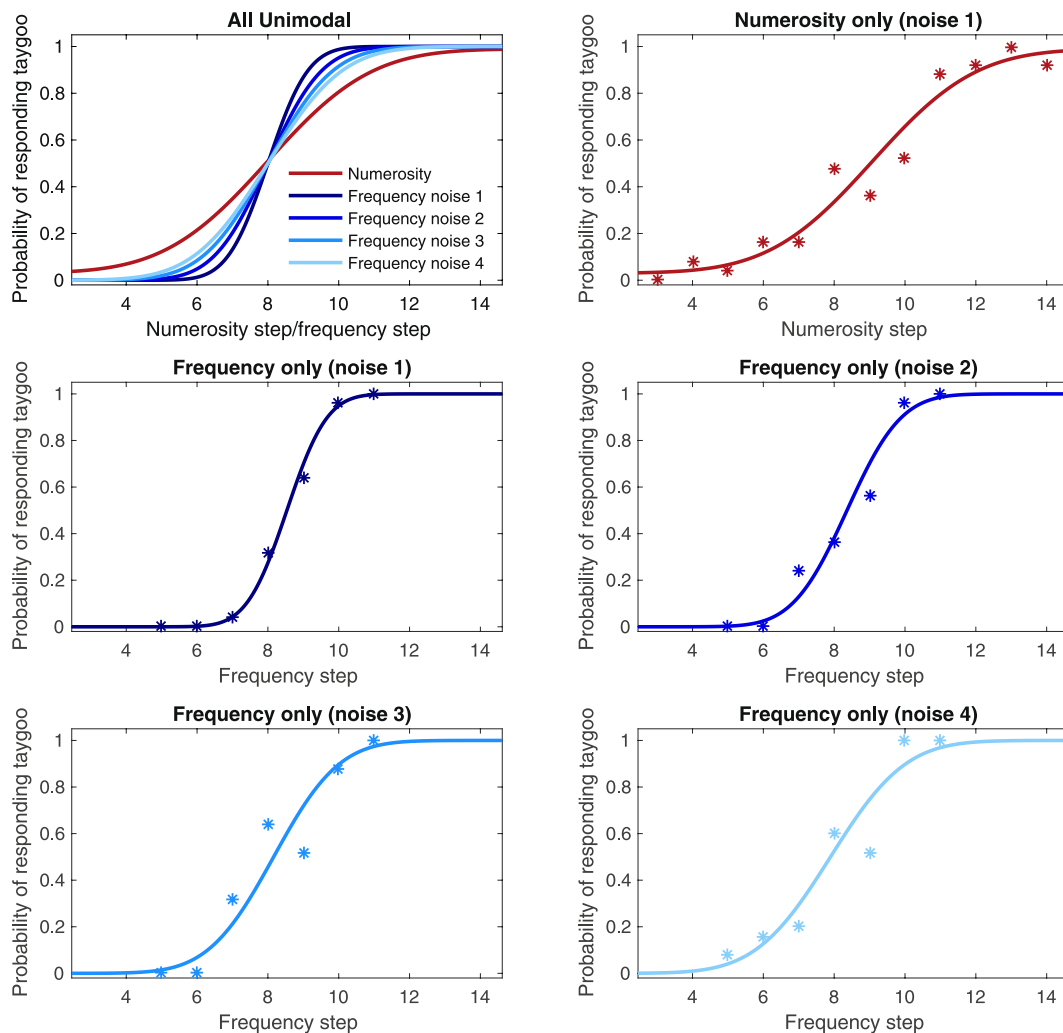 All Unimodal
Probability of responding taygoo
1
0.8
0.6
0.4
0.2
0
Numerosity
Frequency noise 1
Frequency noise 2
Frequency noise 3
Frequency noise 4
4 6 8 10 12 14
Numerosity step/frequency step
Numerosity only (noise 1)
Probability of responding taygoo
1
0.8
0.6
0.4
0.2
0
4 6 8 10 12 14
Numerosity step
Frequency only (noise 1)
Probability of responding taygoo
1
0.8
0.6
0.4
0.2
0
4 6 8 10 12 14
Frequency step
Frequency only (noise 2)
Probability of responding taygoo
1
0.8
0.6
0.4
0.2
0
4 6 8 10 12 14
Frequency step
Frequency only (noise 3)
Probability of responding taygoo
1
0.8
0.6
0.4
0.2
0
4 6 8 10 12 14
Frequency step
Frequency only (noise 4)
Probability of responding taygoo
1
0.8
0.6
0.4
0.2
0
4 6 8 10 12 14
Frequency step